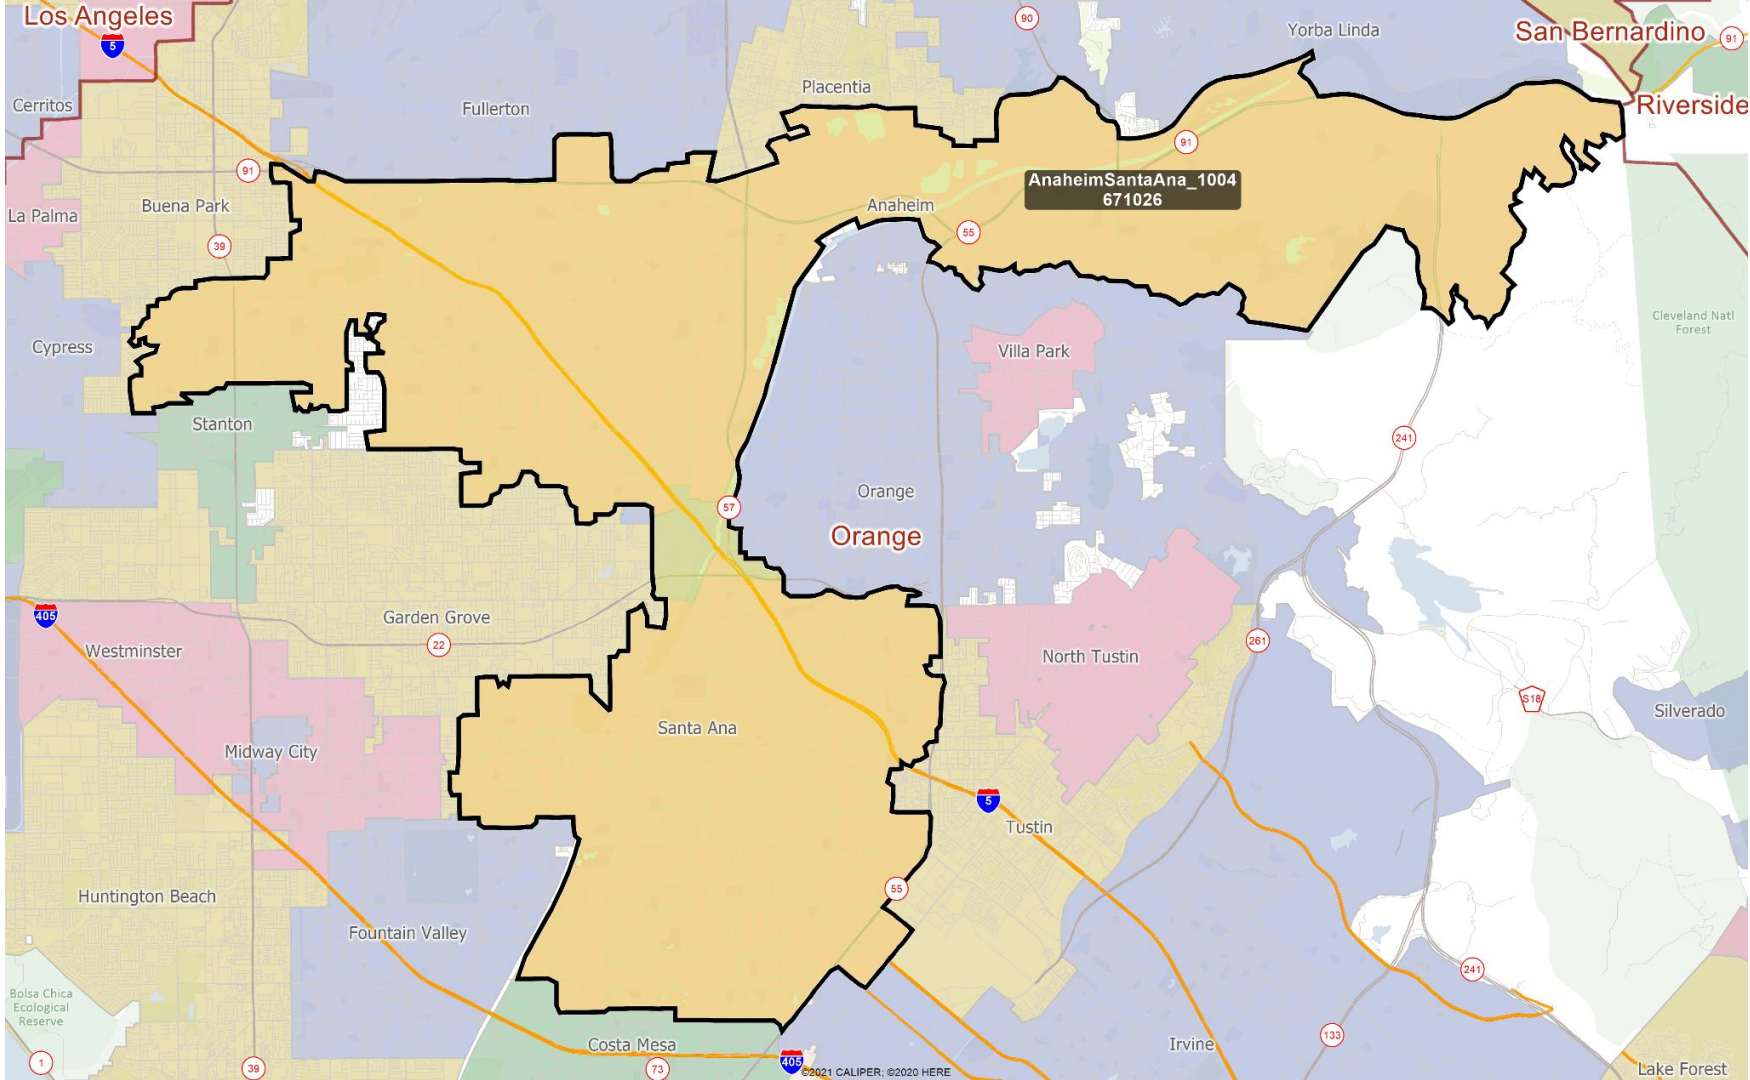 Los Angeles
5
90
Yorba Linda
San Bernardino
91
Cerritos
Fullerton
Placentia
Riverside
91
91
AnaheimSantaAna_1004
671026
La Palma
Buena Park
Anaheim
39
55
Cypress
Villa Park
Cleveland Natl
Forest
Stanton
241
Orange
57
Orange
405
Garden Grove
22
Westminster
261
North Tustin
S18
Santa Ana
Silverado
Midway City
5
Tustin
Huntington Beach
55
Fountain Valley
241
Bolsa Chica
Ecological
Reserve
Costa Mesa
Irvine
133
1
39
73
405
©2021 CALIPER; ©2020 HERE
Lake Forest